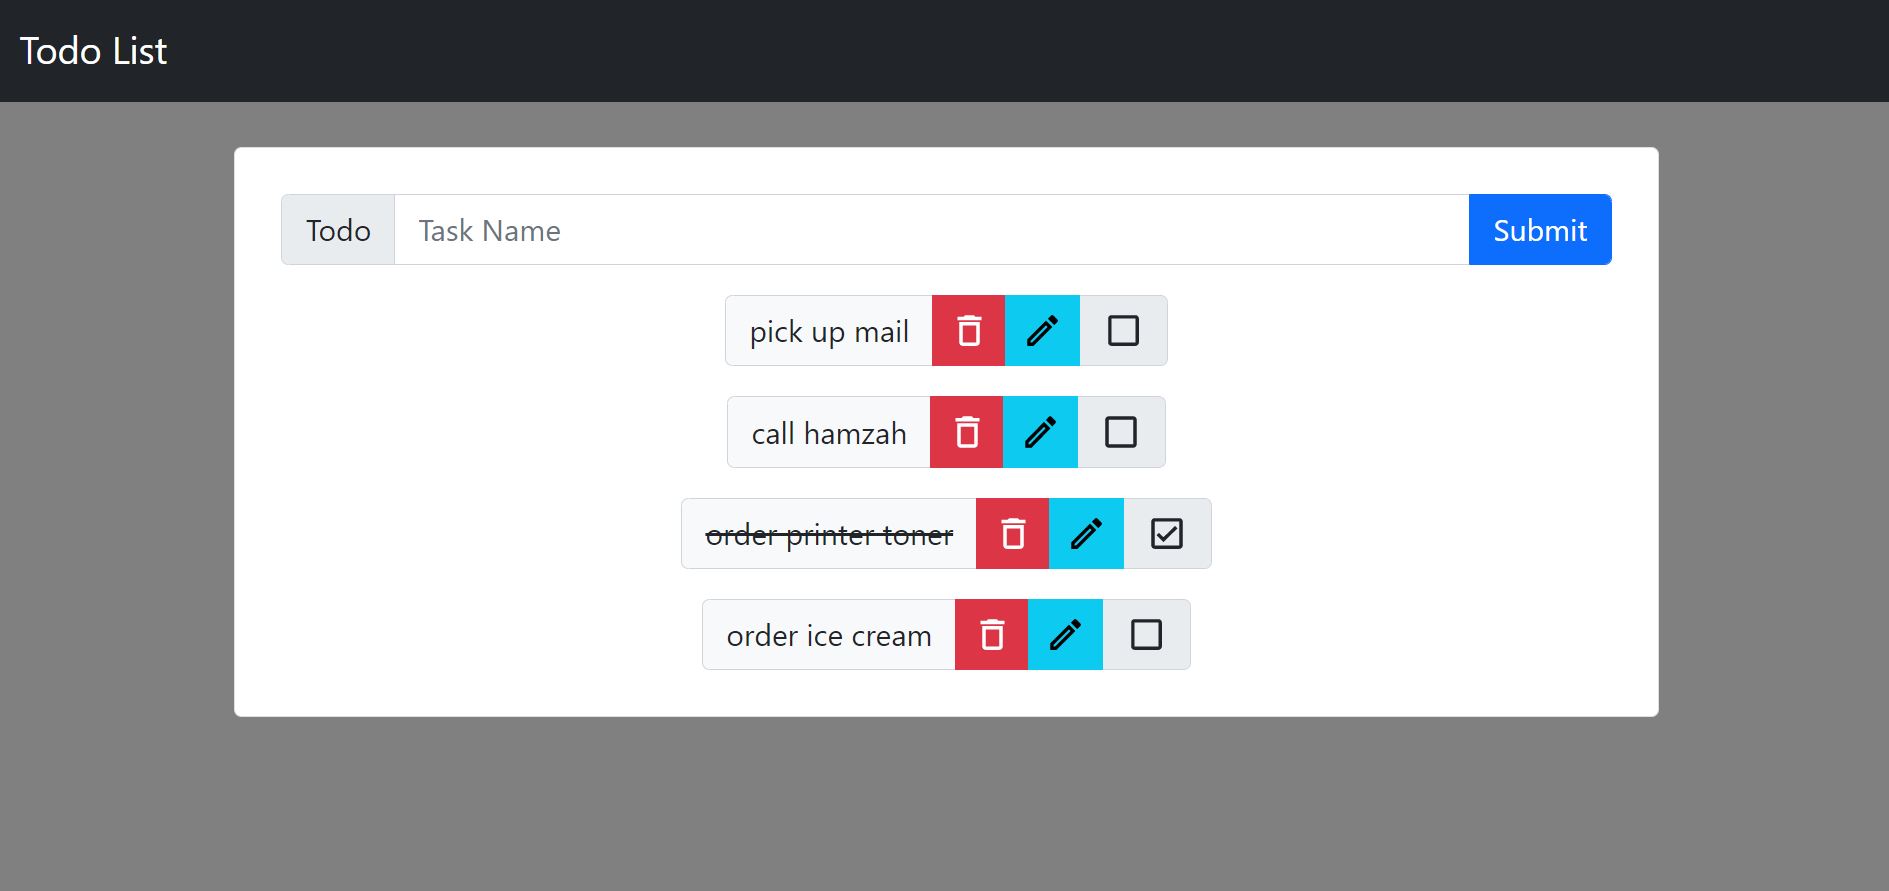 Todo List
Todo Task Name Submit
pick up mail
call hamzah
order printer toner
order ice cream